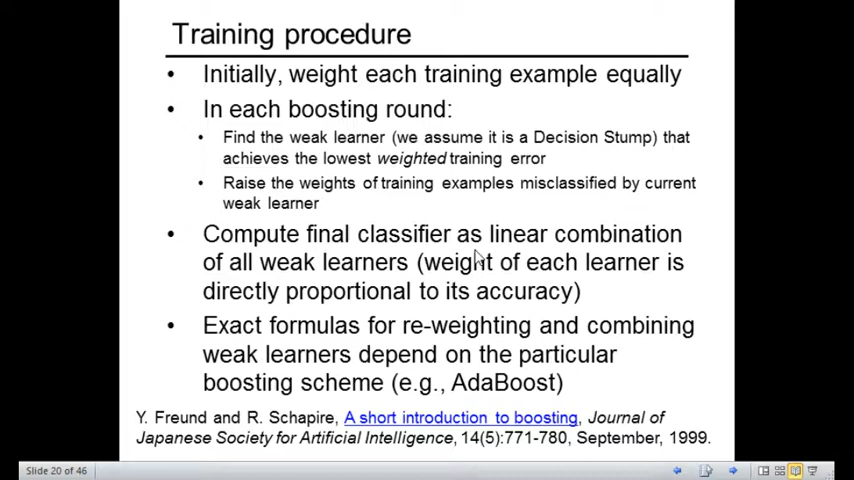 Training procedure
• Initially, weight each training example equally
• In each boosting round:
• Find the weak learner (we assume it is a Decision Stump) that
achieves the lowest weighted training error
• Raise the weights of training examples misclassified by current
weak learner
• Compute final classifier as linear combination
of all weak learners (weight of each learner is
directly proportional to its accuracy)
• Exact formulas for re-weighting and combining
weak learners depend on the particular
boosting scheme (e.g., AdaBoost)
Y. Freund and R. Schapire, A short introduction to boosting, Journal of
Japanese Society for Artificial Intelligence, 14(5):771-780, September, 1999.
Slide 20 of 46